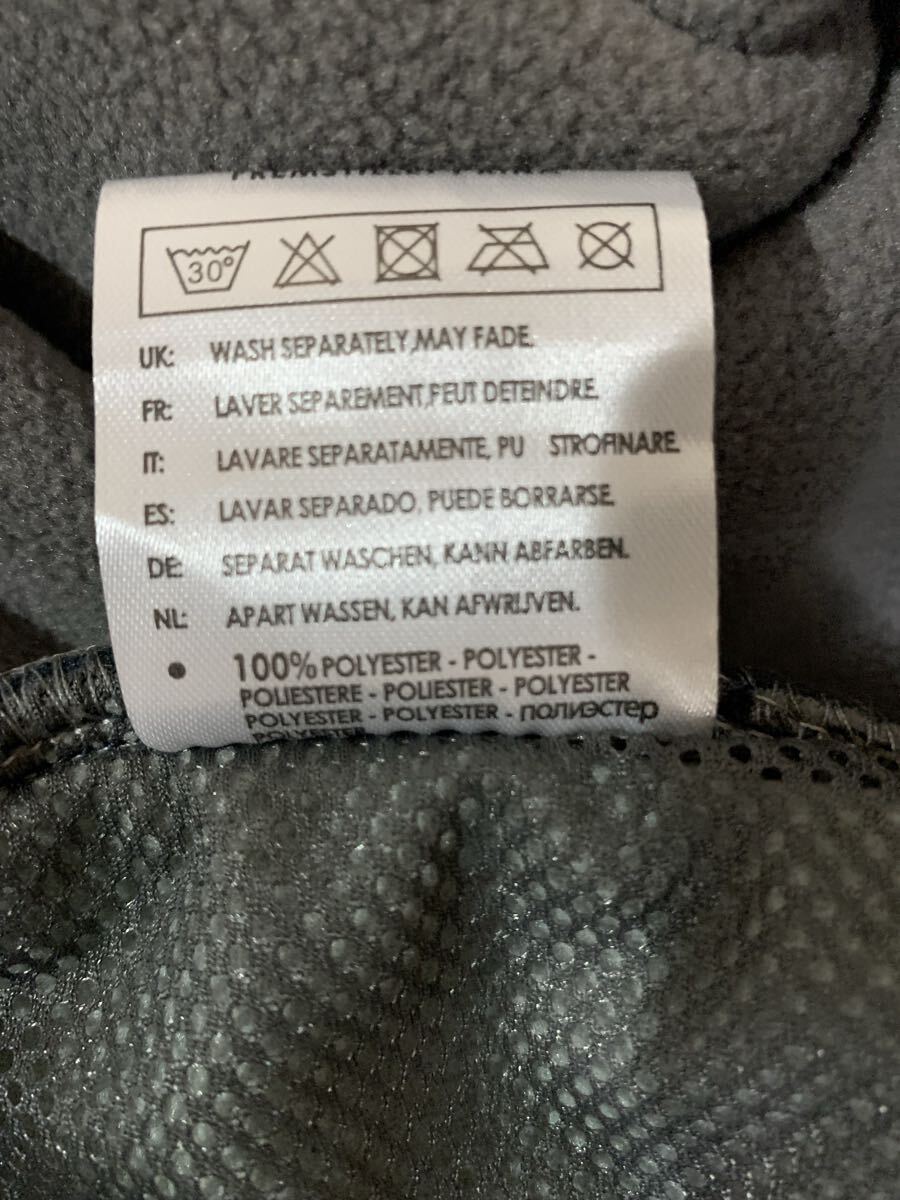 30°
UK: WASH SEPARATELY,MAY FADE.
FR: LAVER SEPAREMENT,PEUT DETEINDRE.
IT: LAVARE SEPARATAMENTE, PU STROFINARE.
ES: LAVAR SEPARADO, PUEDE BORRARSE.
DE: SEPARAT WASCHEN, KANN ABFARBEN.
NL: APART WASSEN, KAN AFWRIJVEN.
• 100% POLYESTER - POLYESTER -
POLIESTERE - POLIESTER - POLYESTER
POLYESTER - POLYESTER - полиэстер
POLYESTER